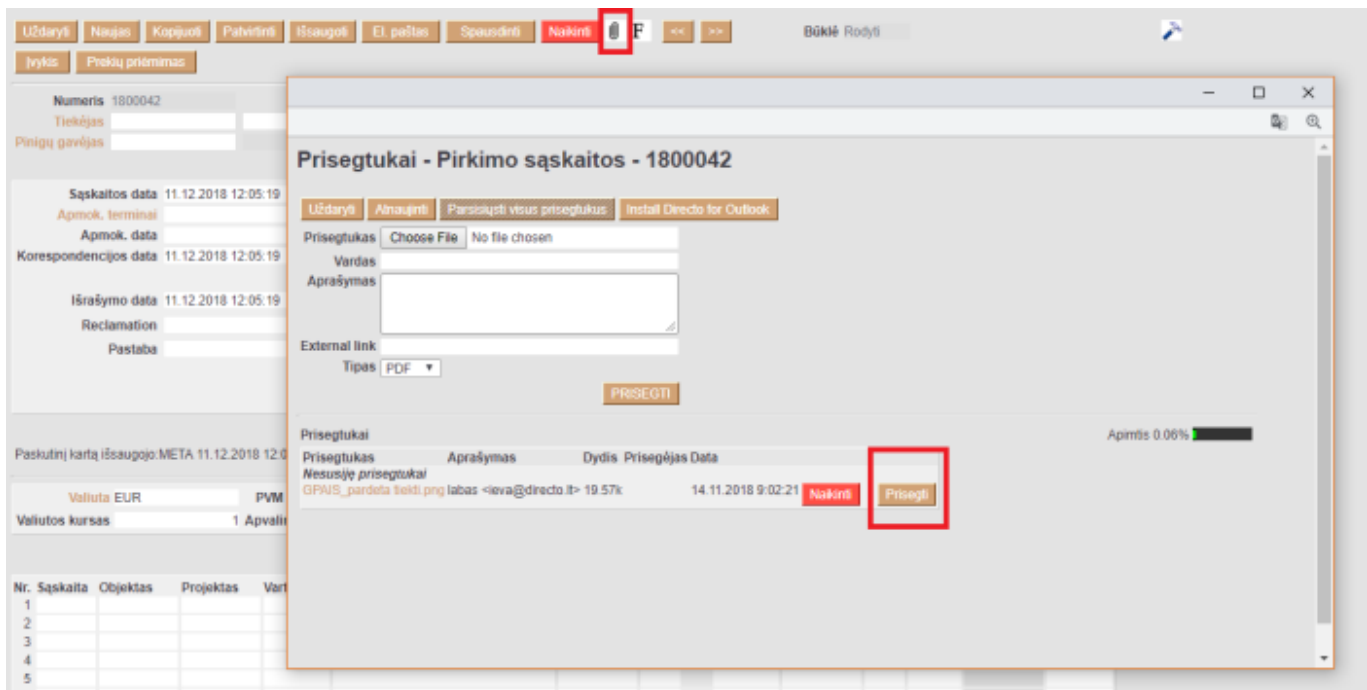 Uždaryti Naujas Kopijuoti Patvirtinti Išsaugoti El. paštas Spausdinti Naikinti F << >> Būklė Rodyti
Įvykis Prekių priėmimas
Numeris 1800042
Tiekėjas
Pinigų gavėjas
Sąskaitos data 11.12.2018 12:05:19
Apmok. terminai
Apmok. data
Korespondencijos data 11.12.2018 12:05:19
Išrašymo data 11.12.2018 12:05:19
Reclamation
Pastaba
Paskutinį kartą išsaugojo:META 11.12.2018 12:0
Valiuta EUR PVM
Valiutos kursas 1 Apvalin
Nr. Sąskaita Objektas Projektas Vart
1
2
3
4
5
Prisegtukai - Pirkimo sąskaitos - 1800042
Uždaryti Atnaujinti Parsisiųsti visus prisegtukus Install Directo for Outlook
Prisegtukas Choose File No file chosen
Vardas
Aprašymas
External link
Tipas PDF
PRISEGTI
Prisegtukai Apimtis 0.06%
Prisegtukas Aprašymas Dydis Prisegėjas Data
Nesusiję prisegtukai
GPAIS_pardeta tiekti.png labas <ieva@directo.lt> 19.57k 14.11.2018 9:02:21 Naikinti Prisegti